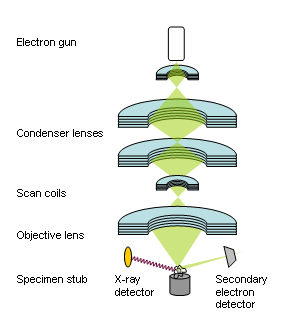 Electron gun
Condenser lenses
Scan coils
Objective lens
Specimen stub
X-ray
detector
Secondary
electron
detector